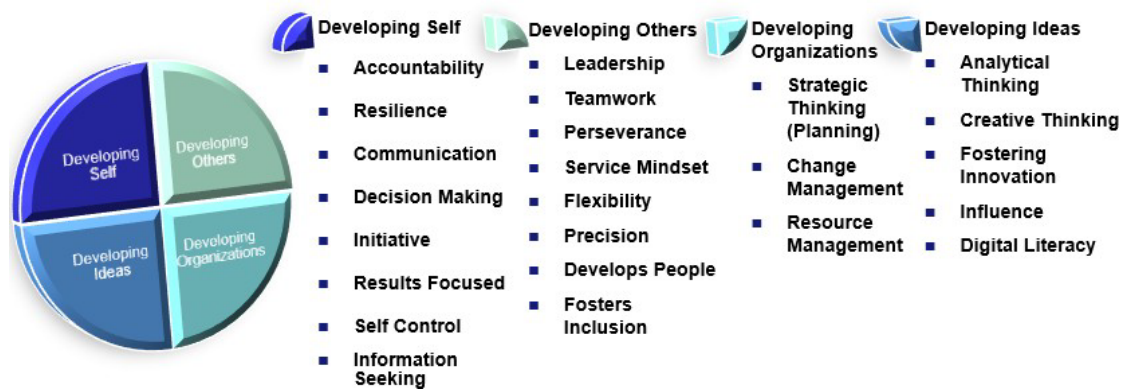 Developing
Self
Developing
Others
Developing
Ideas
Developing
Organizations
Developing Self
Accountability
Resilience
Communication
Decision Making
Initiative
Results Focused
Self Control
Information
Seeking
Developing Others
Leadership
Teamwork
Perseverance
Service Mindset
Flexibility
Precision
Develops People
Fosters
Inclusion
Developing
Organizations
Strategic
Thinking
(Planning)
Change
Management
Resource
Management
Developing Ideas
Analytical
Thinking
Creative Thinking
Fostering
Innovation
Influence
Digital Literacy